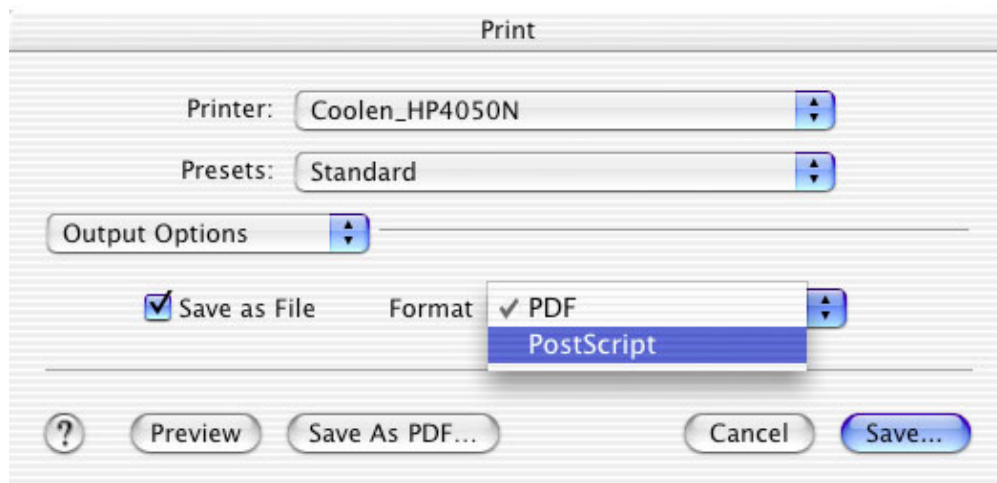 Print
Printer: Coolen_HP4050N
Presets: Standard
Output Options
Save as File Format ✓ PDF
PostScript
? Preview Save As PDF... Cancel Save...